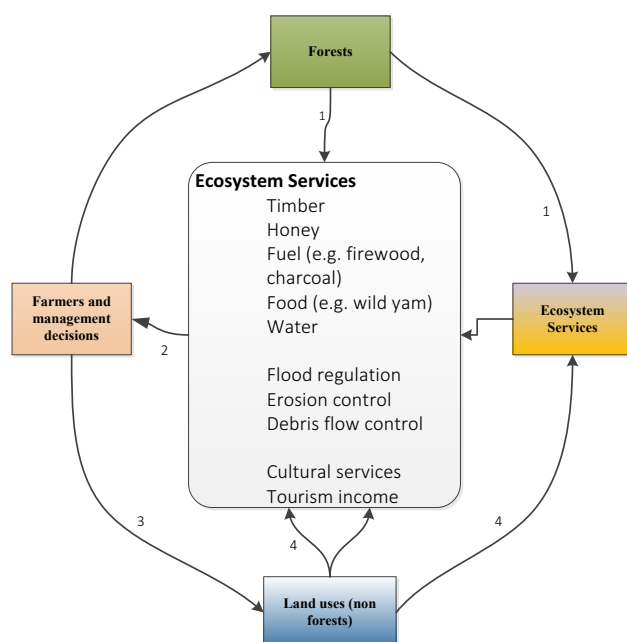 Forests
1
Ecosystem Services
Timber
Honey
Fuel (e.g. firewood,
charcoal)
Food (e.g. wild yam)
Water
Flood regulation
Erosion control
Debris flow control
Cultural services
Tourism income
1
Farmers and
management
decisions
2
Ecosystem
Services
3
4
4
Land uses (non
forests)